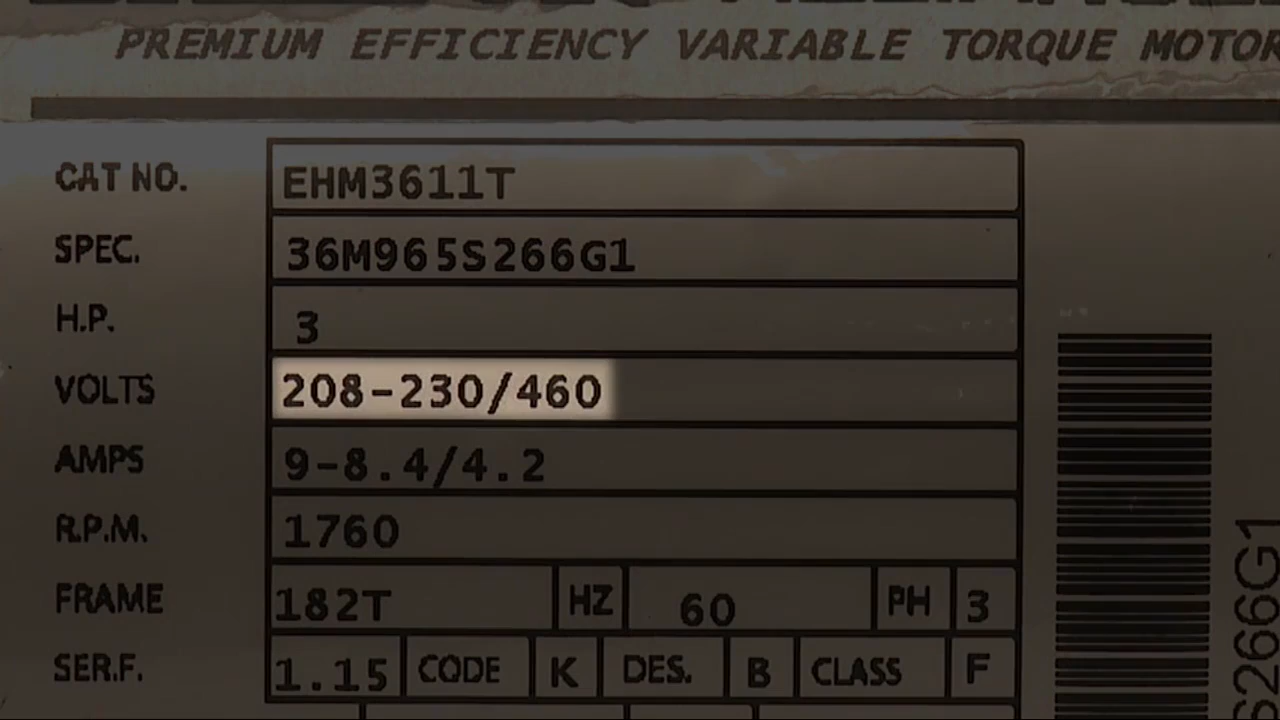 PREMIUM EFFICIENCY VARIABLE TORQUE MOTOR
CAT NO. EHM3611T
SPEC. 36M965S266G1
H.P. 3
VOLTS 208-230/460
AMPS 9-8.4/4.2
R.P.M. 1760
FRAME 182T HZ 60 PH 3
SER.F. 1.15 CODE K DES. B CLASS F
S266G1